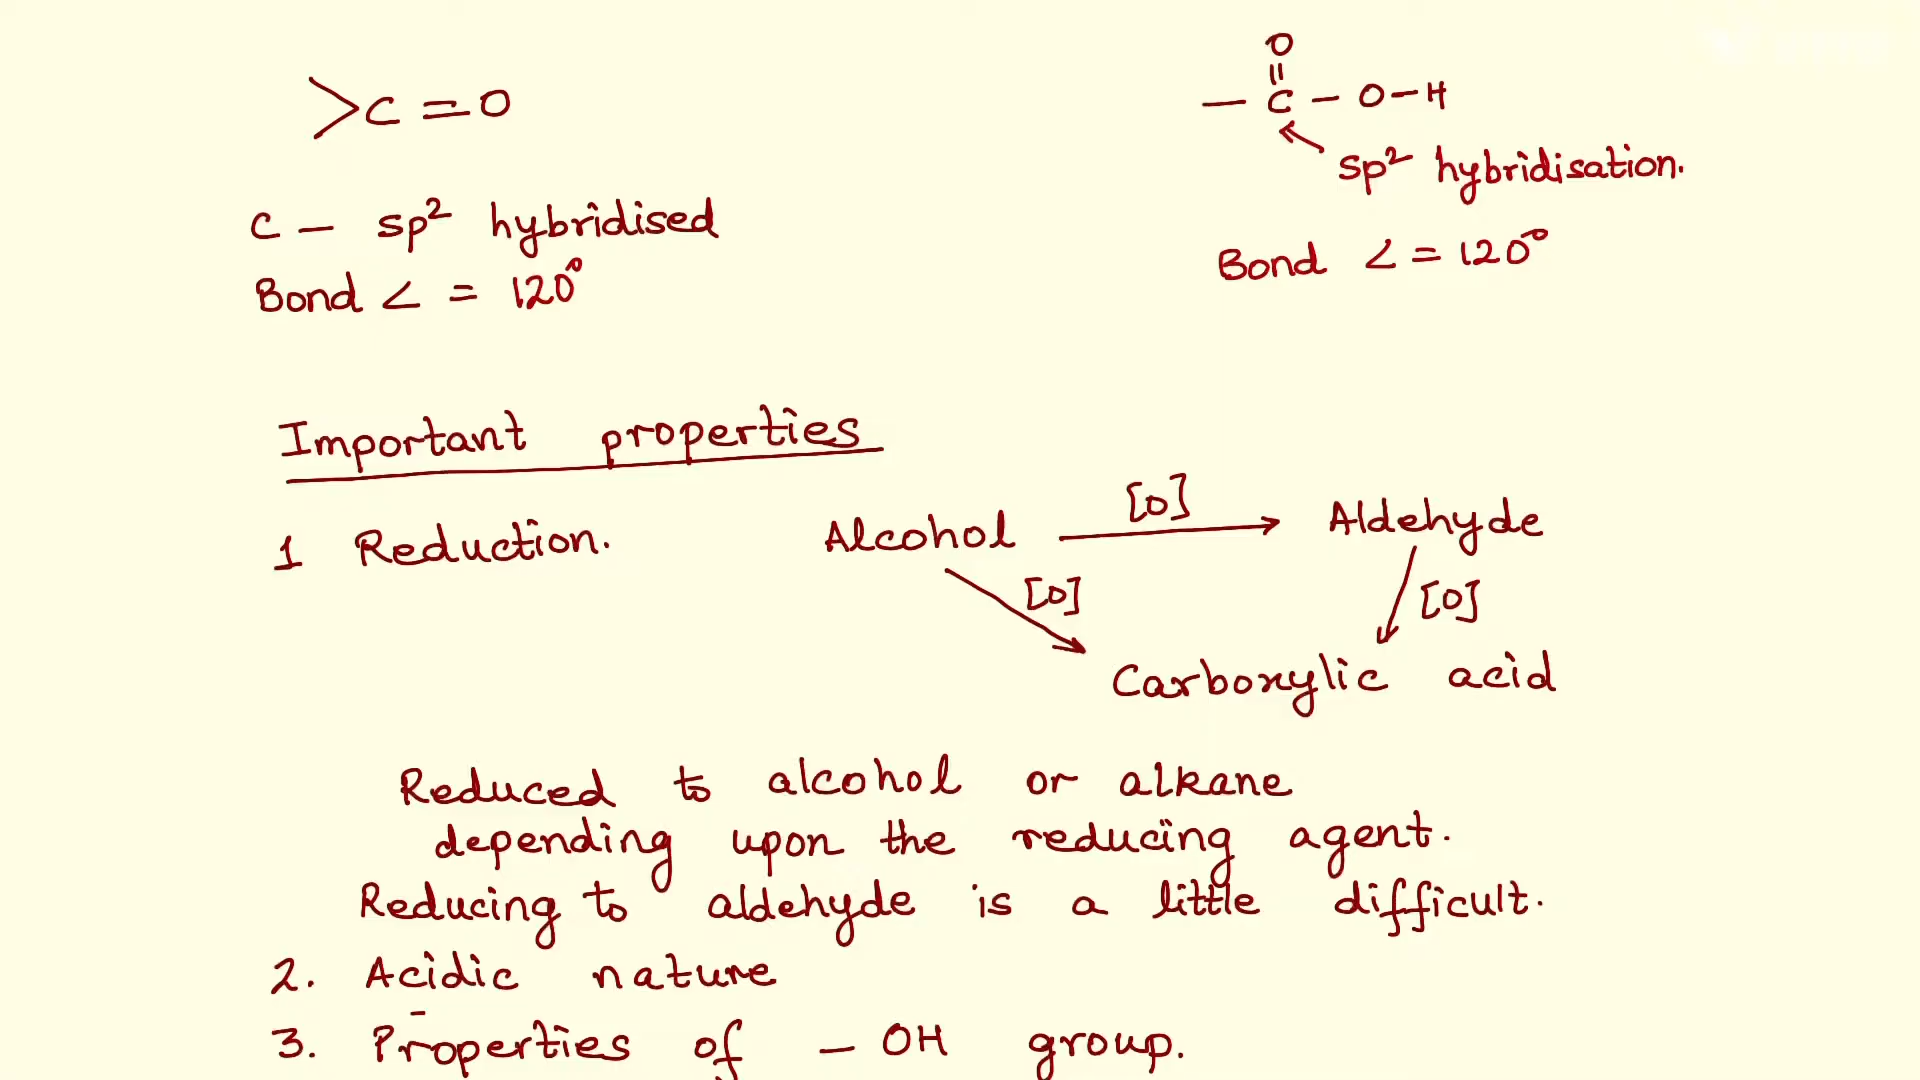 >C=O
O
||
— C — O — H
sp² hybridisation.
C — sp² hybridised
Bond ∠ = 120°
Bond ∠ = 120°
Important properties
1 Reduction.
Alcohol [O] → Aldehyde
[O] [O]
Carboxylic acid
Reduced to alcohol or alkane
depending upon the reducing agent.
Reducing to aldehyde is a little difficult.
2. Acidic nature
3. Properties of – OH group.